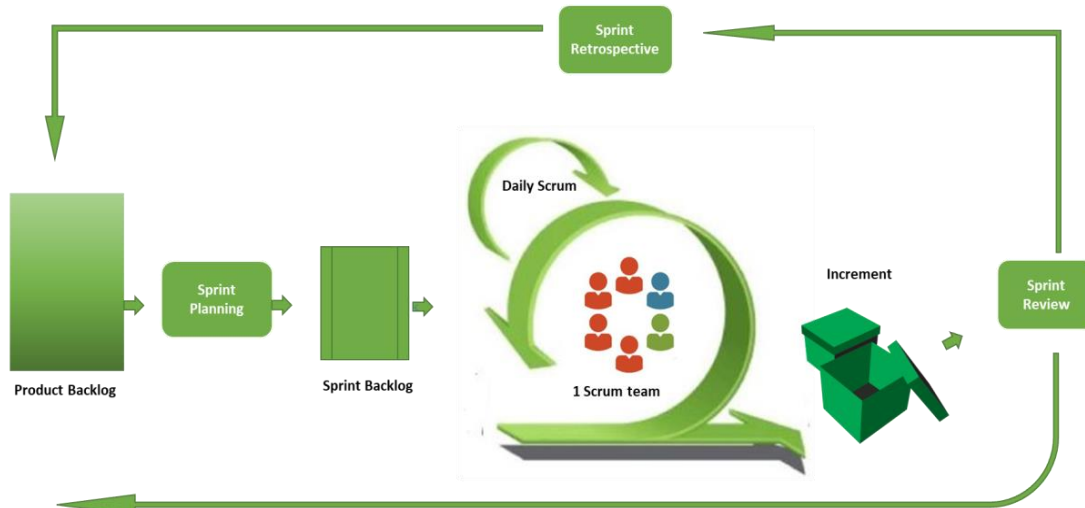 Sprint
Retrospective
Daily Scrum
Sprint
Planning
Increment
Sprint
Review
Product Backlog
Sprint Backlog
1 Scrum team